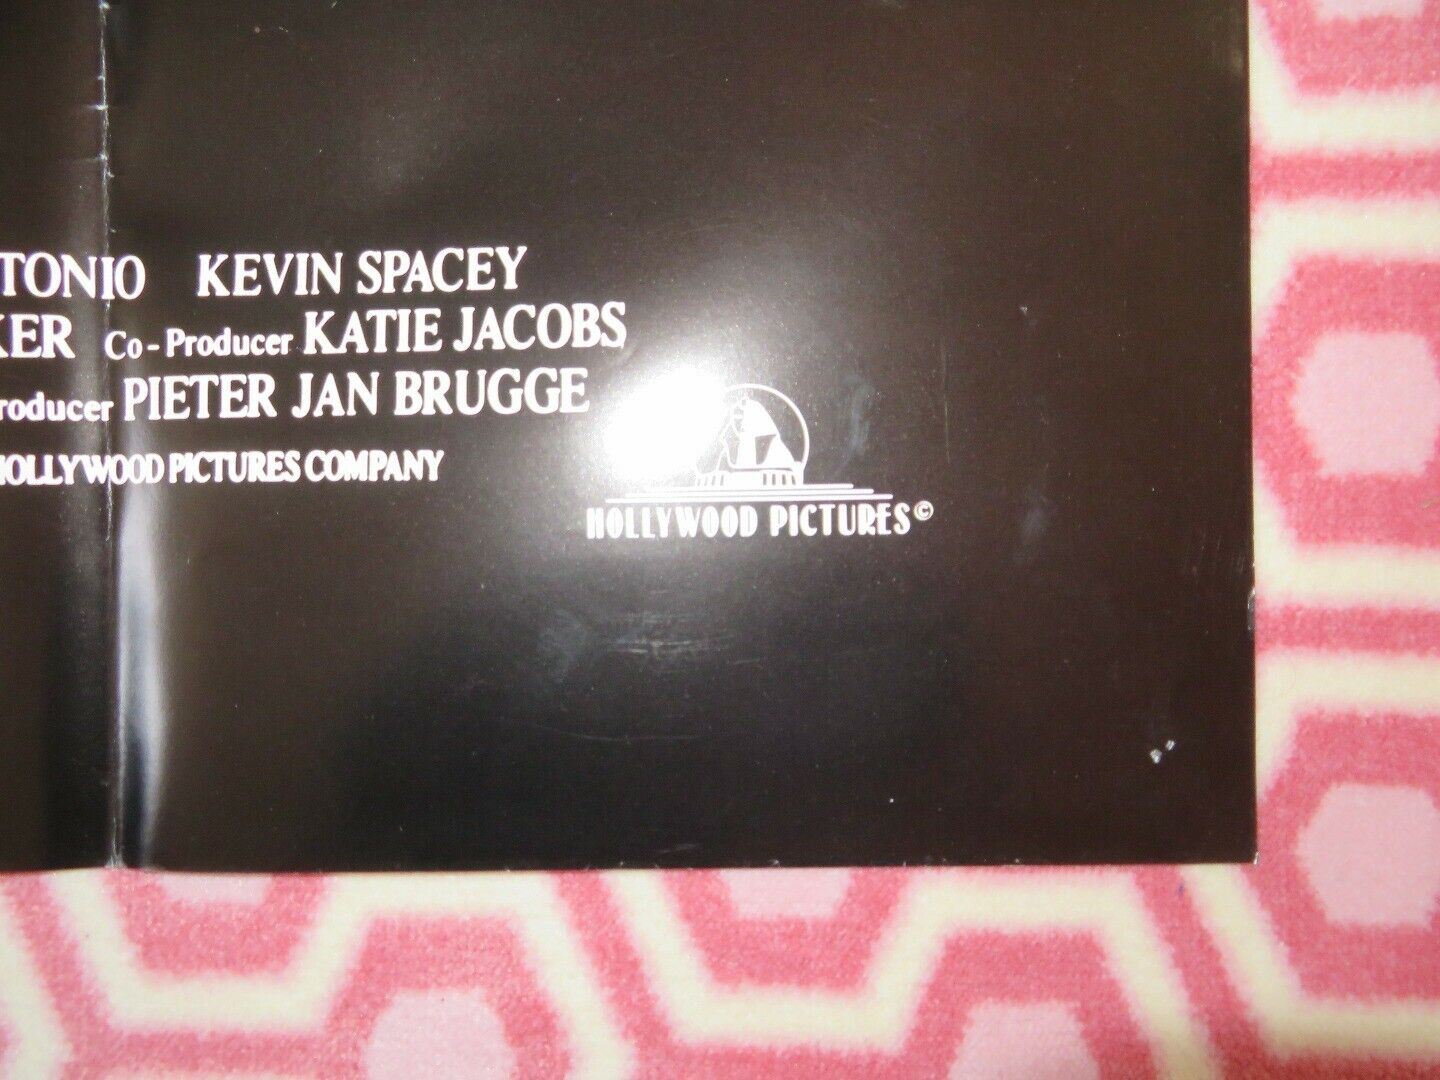 TONIO KEVIN SPACEY
KER Co-Producer KATIE JACOBS
roducer PIETER JAN BRUGGE
HOLLYWOOD PICTURES COMPANY
HOLLYWOOD PICTURES©